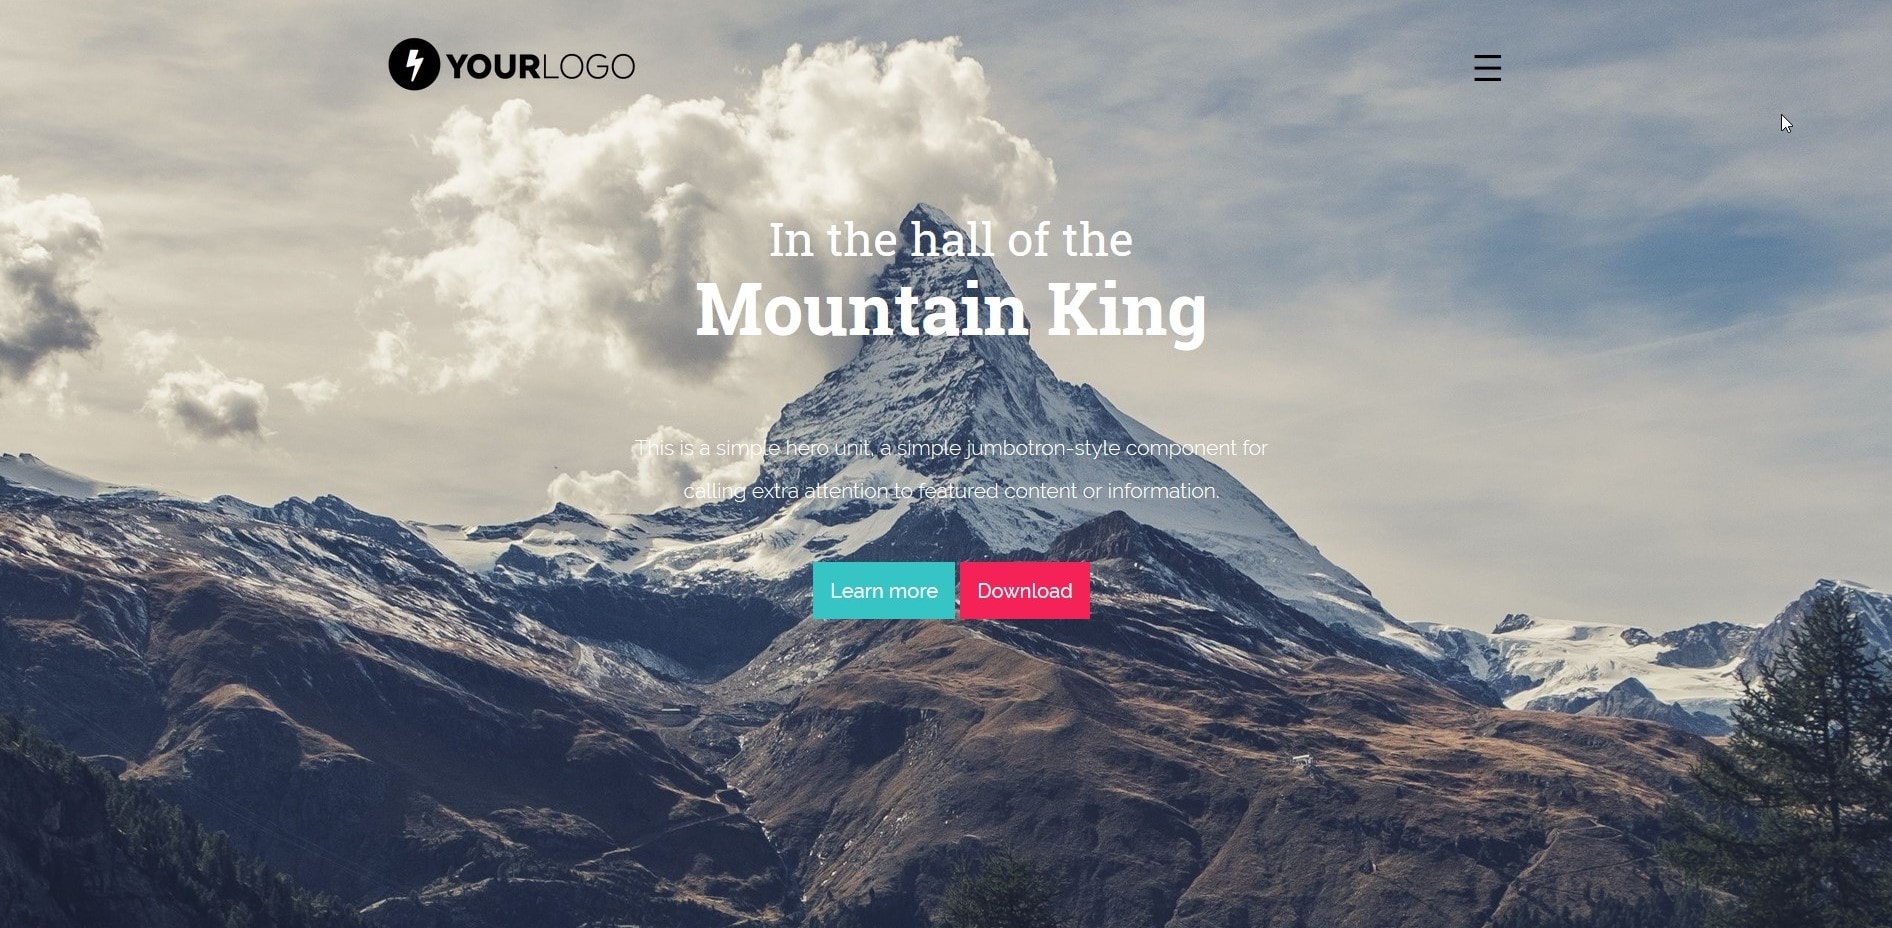 YOURLOGO
In the hall of the
Mountain King
This is a simple hero unit, a simple jumbotron-style component for
calling extra attention to featured content or information.
Learn more Download